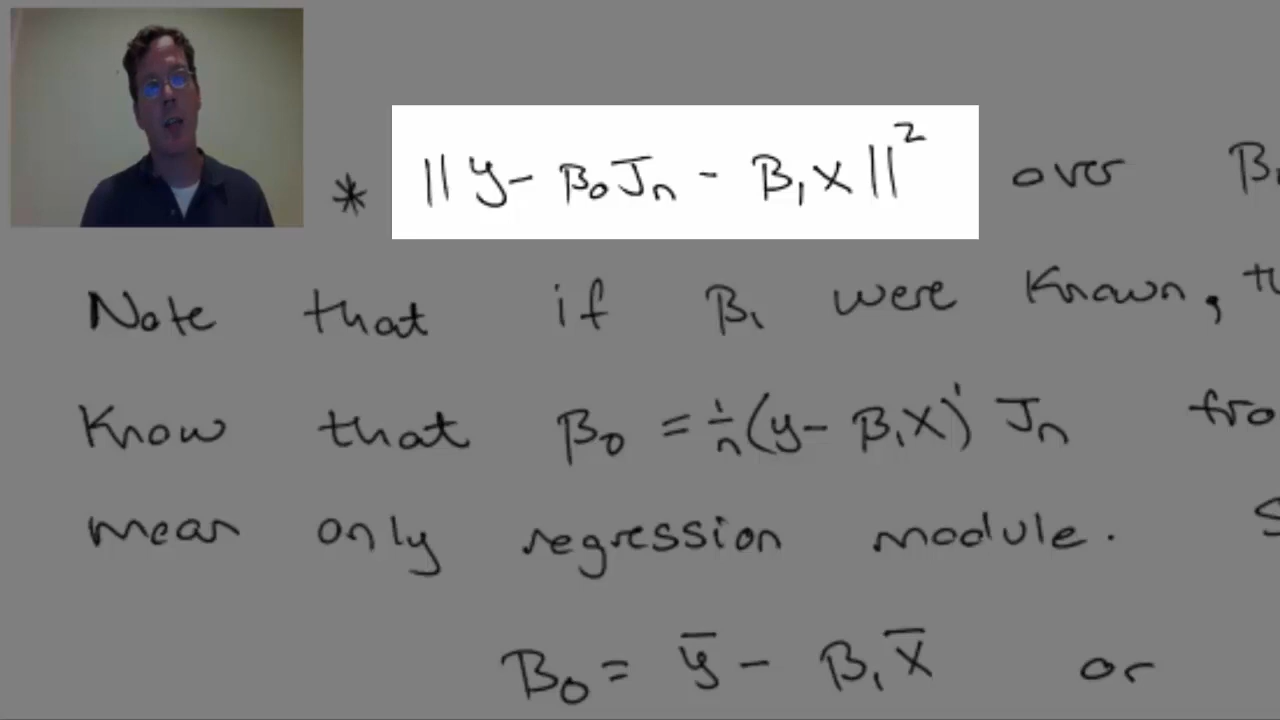 * ||y - β₀Jₙ - β₁x||² over
Note that if β₁ were known,
know that β₀ = 1/n (y - β₁x)' Jₙ
mean only regression module.
β₀ = ȳ - β₁x̄ or